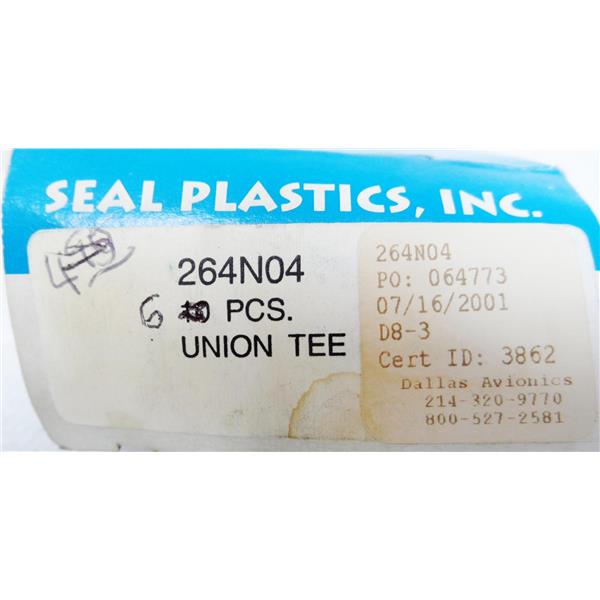 SEAL PLASTICS, INC.
4
264N04
6 PCS.
UNION TEE
264N04
PO: 064773
07/16/2001
D8-3
Cert ID: 3862
Dallas Avionics
214-320-9770
800-527-2581